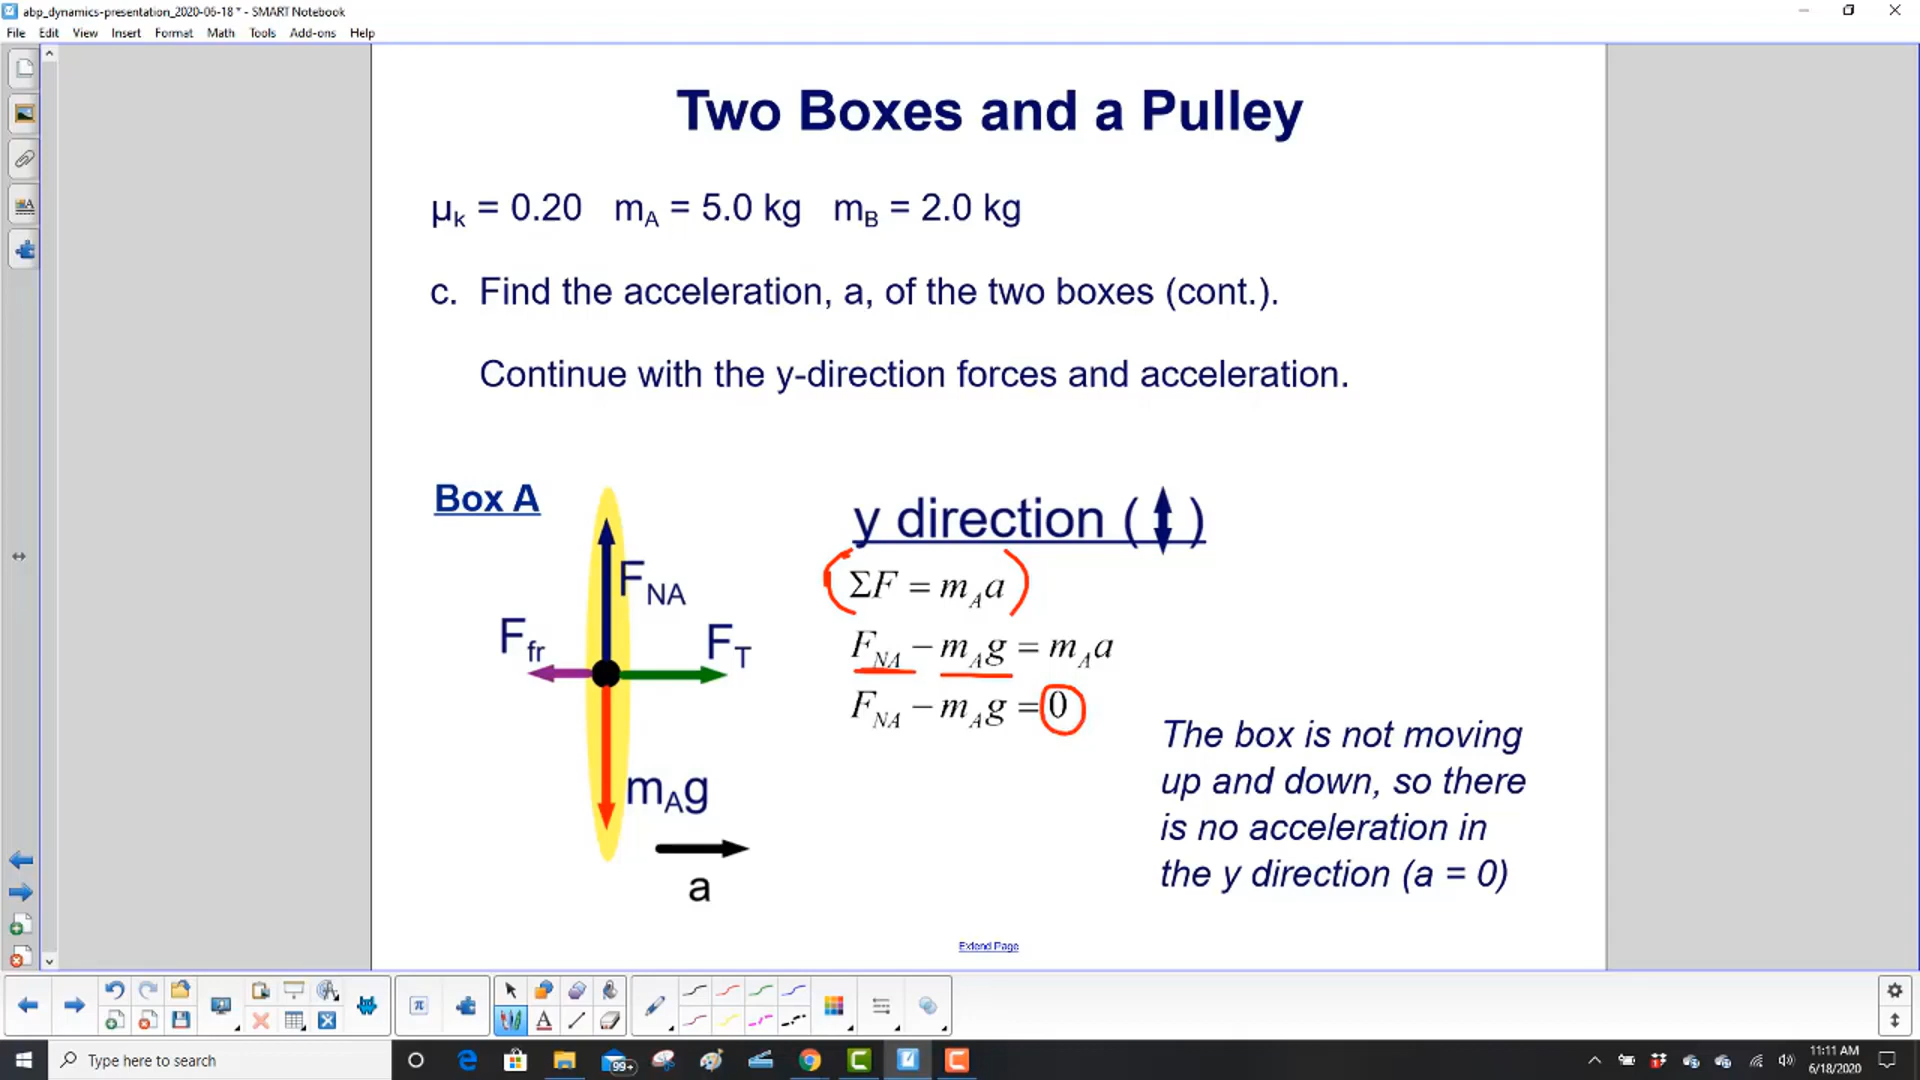 abp_dynamics-presentation_2020-06-18 * - SMART Notebook
File Edit View Insert Format Math Tools Add-ons Help
Two Boxes and a Pulley
μk = 0.20 mA = 5.0 kg mB = 2.0 kg
c. Find the acceleration, a, of the two boxes (cont.).
Continue with the y-direction forces and acceleration.
Box A
y direction (↕)
FNA
Ffr
FT
mAg
a
ΣF = mAa
FNA − mAg = mAa
FNA − mAg = 0
The box is not moving
up and down, so there
is no acceleration in
the y direction (a = 0)
Extend Page
π
A
Type here to search
99+
11:11 AM
6/18/2020